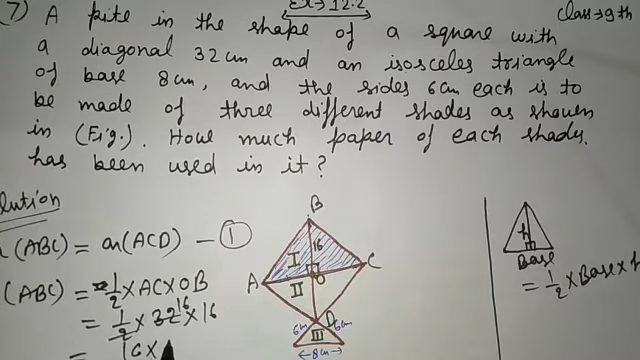 Ex → 12.2
Class → 9th
(7) A kite in the shape of a square with
a diagonal 32 cm and an isosceles triangle
of base 8 cm, and the sides 6 cm each is to
be made of three different shades as shown
in (Fig.). How much paper of each shades.
has been used in it?
lution
(ABC) = ar(ACD) — ①
(ABC) = 1/2 × AC × OB
= 1/2 × 32 16 × 16
= 16 ×
B
16
I
A
C
O
II
D
6cm
6cm
III
8cm
h
Base
= 1/2 × Base × h